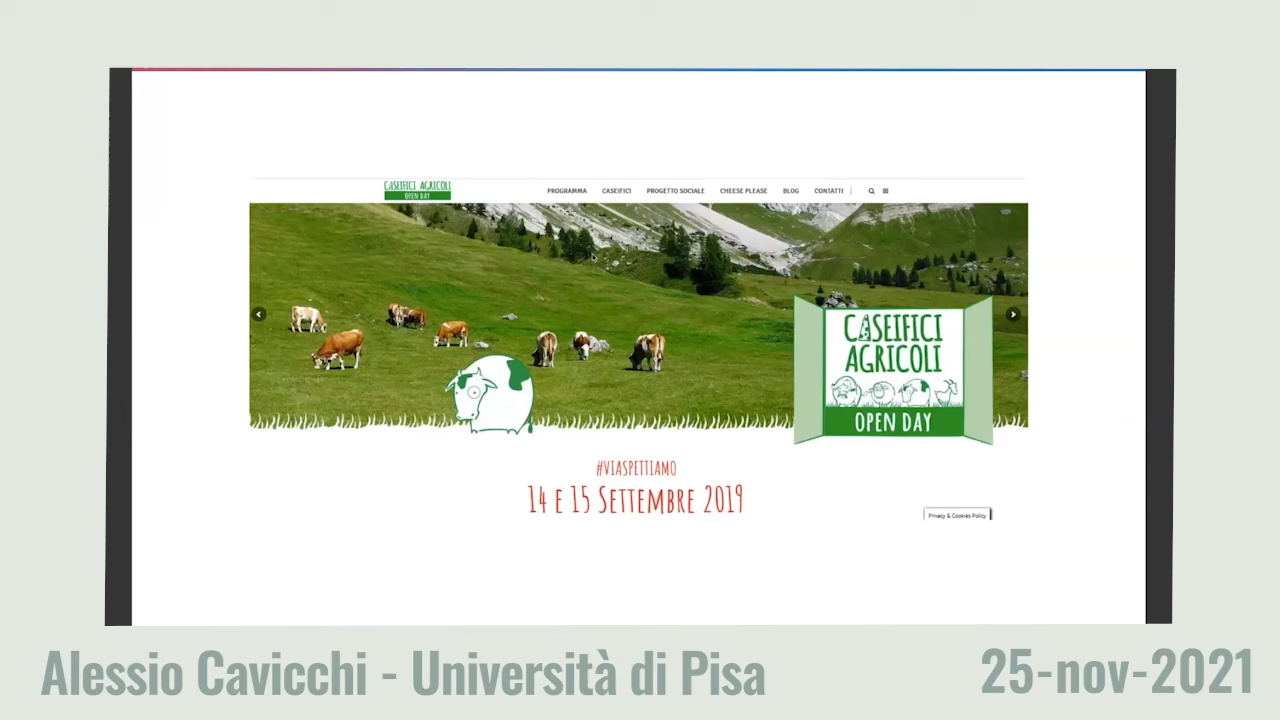 CASEIFICI AGRICOLI
OPEN DAY
PROGRAMMA CASEIFICI PROGETTO SOCIALE CHEESE PLEASE BLOG CONTATTI
CASEIFICI
AGRICOLI
OPEN DAY
#VIASPETTIAMO
14 E 15 SETTEMBRE 2019
Privacy & Cookies Policy
Alessio Cavicchi - Università di Pisa
25-nov-2021